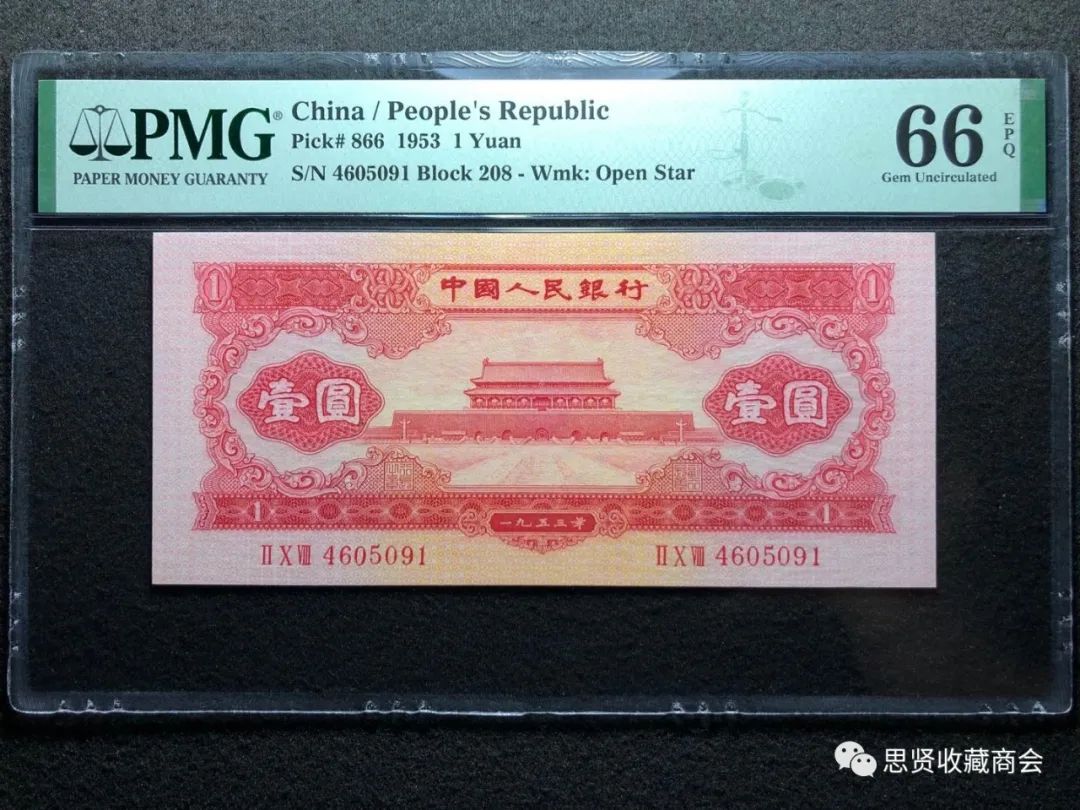 PMG®
PAPER MONEY GUARANTY
China / People's Republic
Pick# 866 1953 1 Yuan
S/N 4605091 Block 208 - Wmk: Open Star
66 EPQ
Gem Uncirculated
1 中國人民銀行 1
壹圓 壹圓
1 一九五三年 1
ⅡⅩⅧ 4605091 ⅡⅩⅧ 4605091
思贤收藏商会